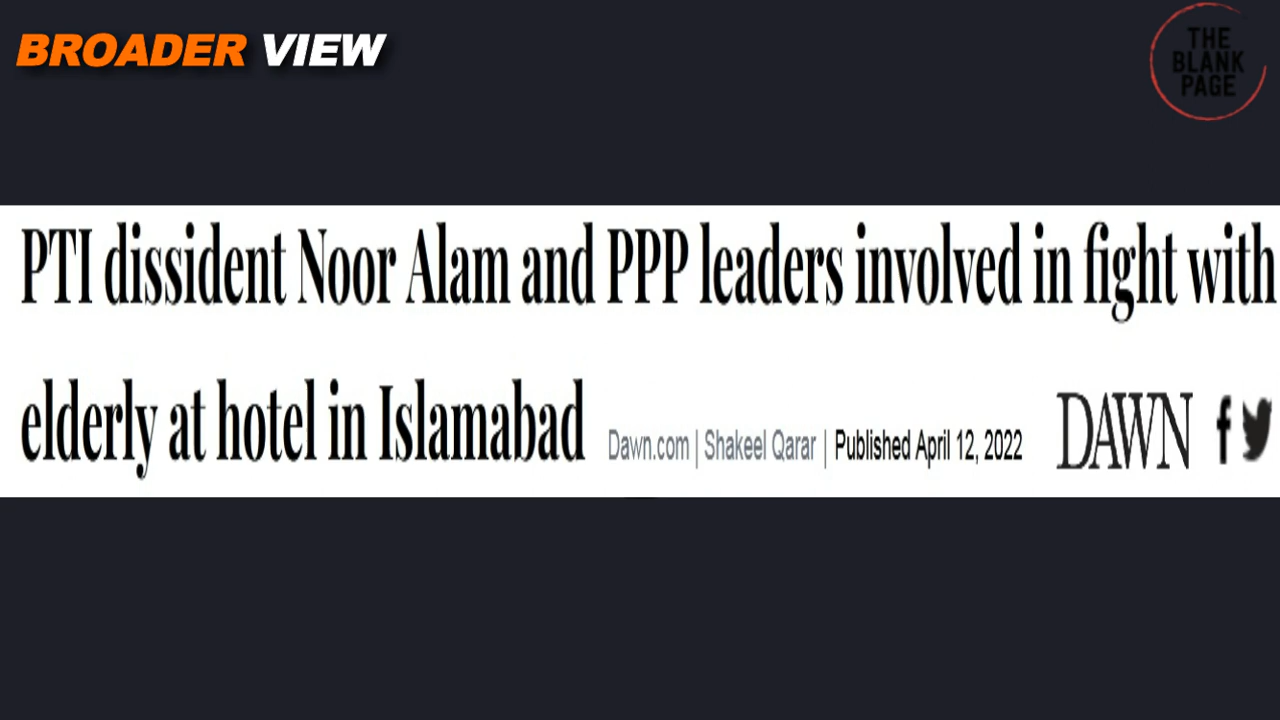 BROADER VIEW
THE
BLANK
PAGE
PTI dissident Noor Alam and PPP leaders involved in fight with
elderly at hotel in Islamabad
Dawn.com | Shakeel Qarar | Published April 12, 2022
DAWN